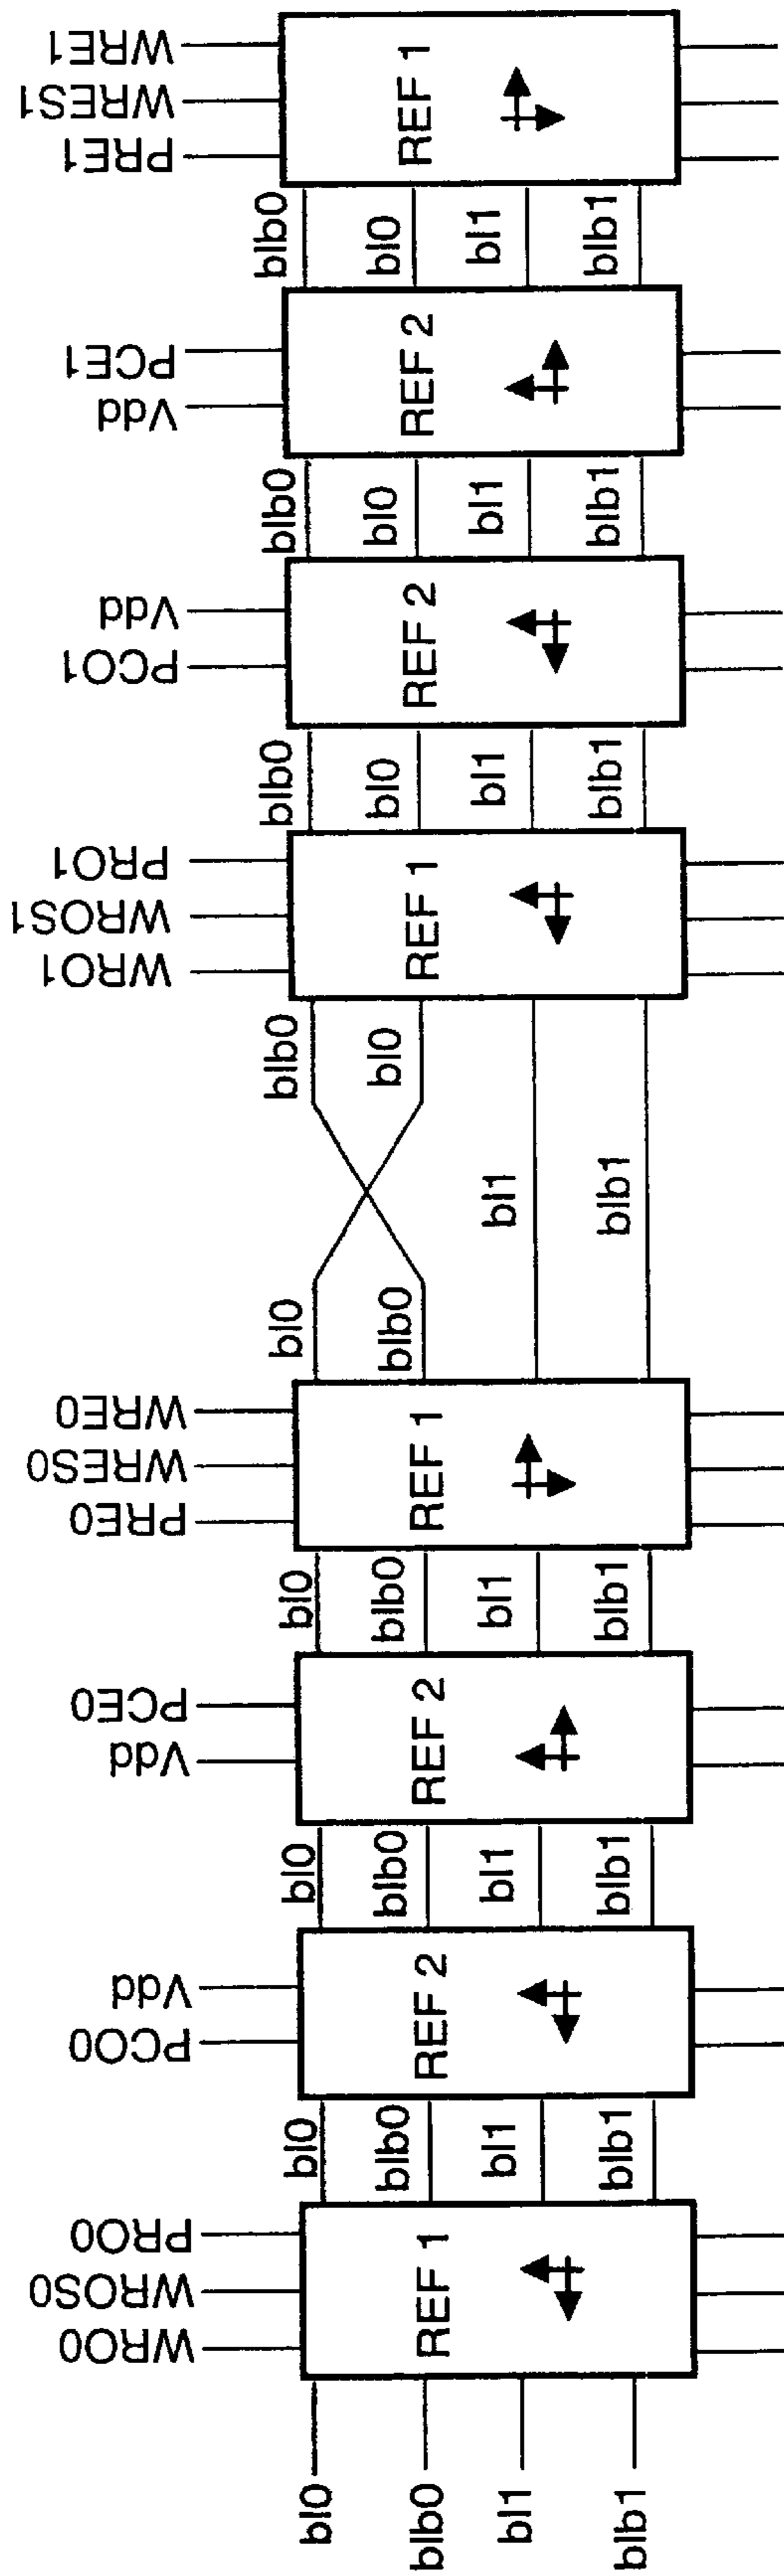 WRE1
WRES1
PRE1
REF 1
blb0
bl0
bl1
blb1
PCE1
Vdd
REF 2
blb0
bl0
bl1
blb1
Vdd
PCO1
REF 2
blb0
bl0
bl1
blb1
PRO1
WROS1
WRO1
REF 1
blb0
bl0
bl1
blb1
bl0
blb0
WRE0
WRES0
PRE0
REF 1
bl0
blb0
bl1
blb1
PCE0
Vdd
REF 2
bl0
blb0
bl1
blb1
Vdd
PCO0
REF 2
bl0
blb0
bl1
blb1
PRO0
WROS0
WRO0
REF 1
bl0
blb0
bl1
blb1